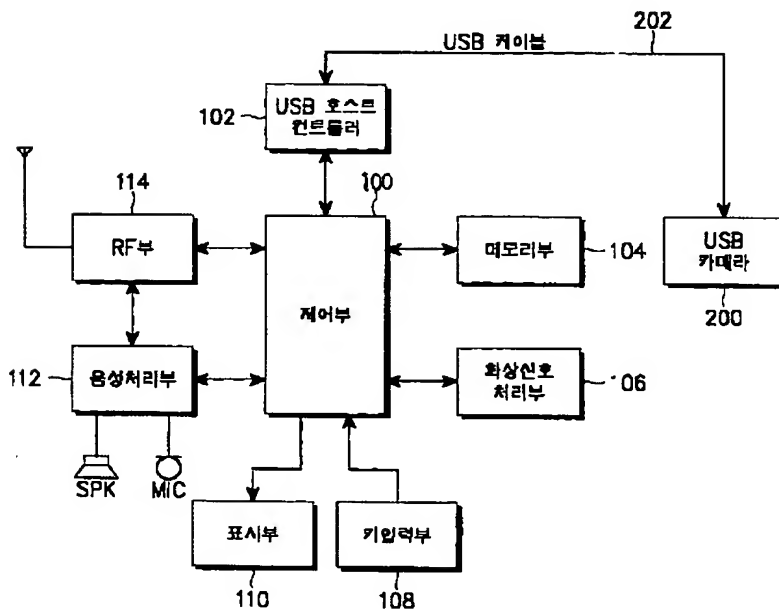 202
USB 케이블
102
USB 호스트
컨트롤러
114
100
RF부
메모리부
104
USB
카메라
200
제어부
112
음성처리부
화상신호
처리부
106
SPK
MIC
표시부
키입력부
110
108